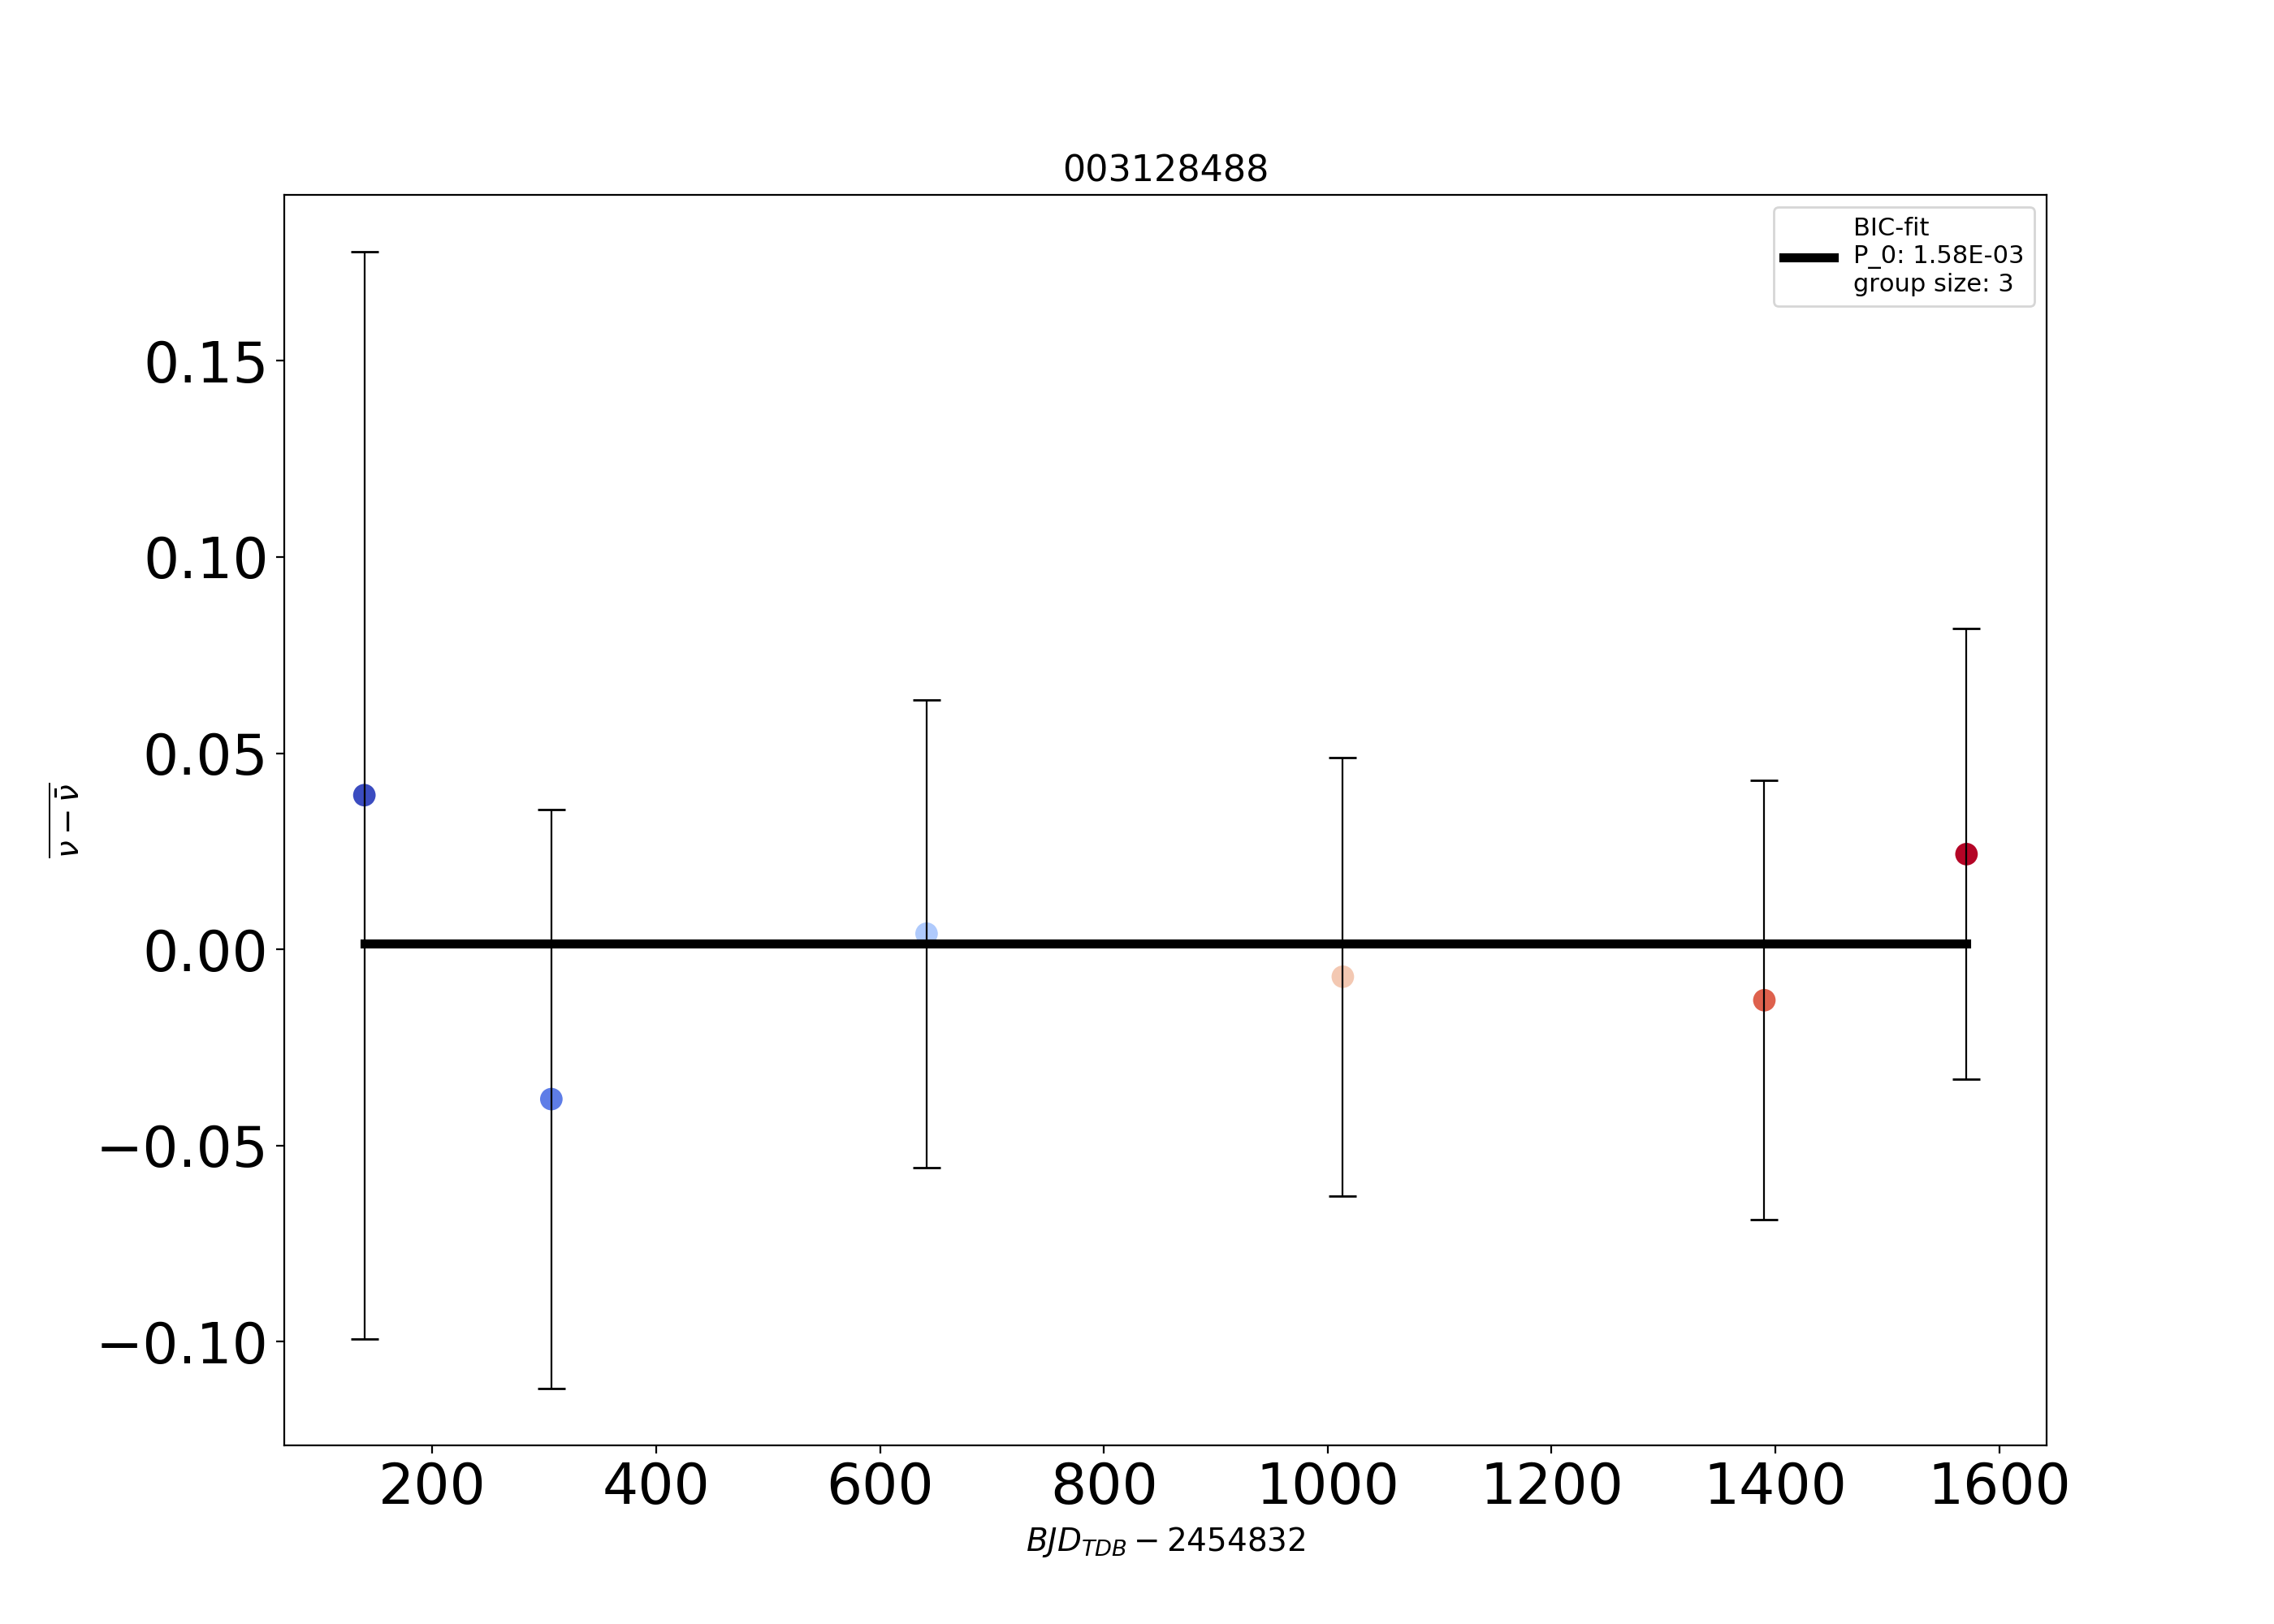 003128488
BIC-fit
P_0: 1.58E-03
group size: 3
0.15
0.10
0.05
0.00
−0.05
−0.10
ν − ν̄
200 400 600 800 1000 1200 1400 1600
BJD_TDB − 2454832